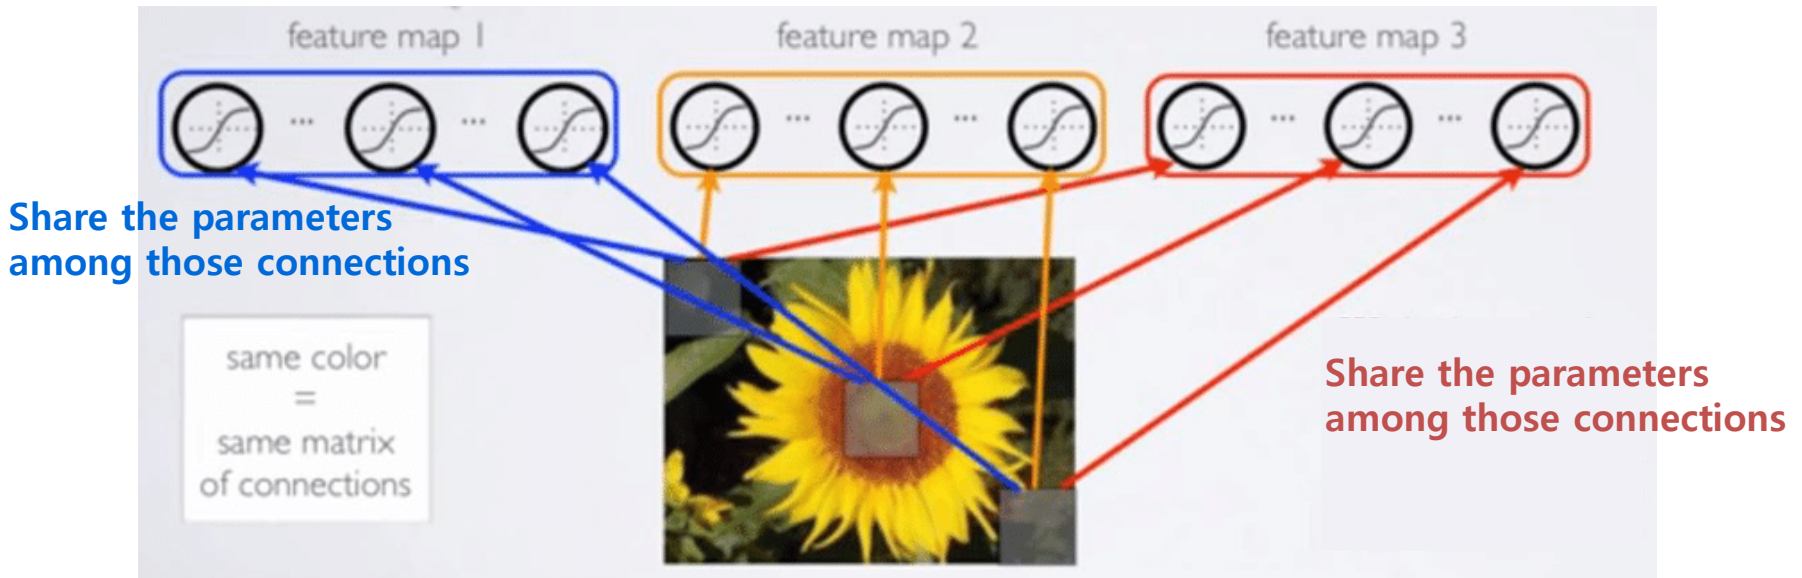 feature map 1
feature map 2
feature map 3
...
...
...
...
...
...
Share the parameters
among those connections
same color
=
same matrix
of connections
Share the parameters
among those connections